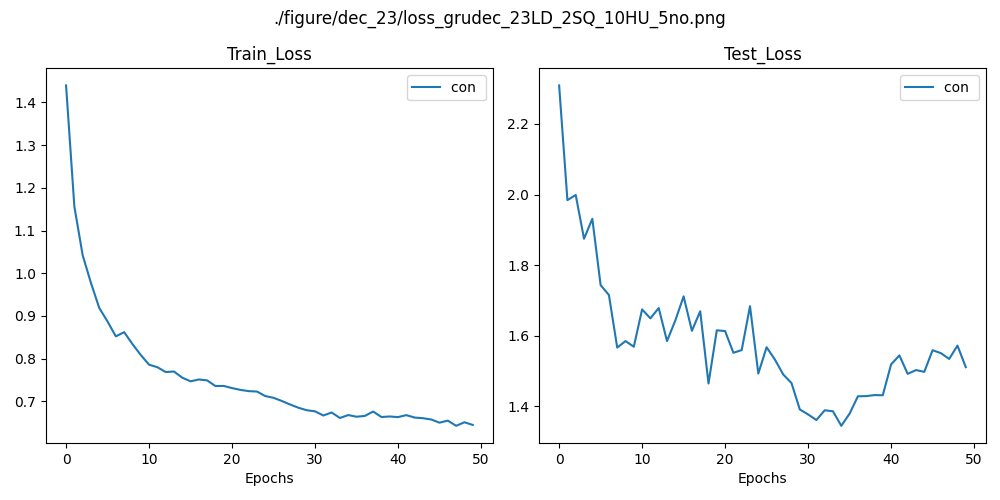 ./figure/dec_23/loss_grudec_23LD_2SQ_10HU_5no.png
Train_Loss
con
1.4
1.3
1.2
1.1
1.0
0.9
0.8
0.7
0 10 20 30 40 50
Epochs
Test_Loss
con
2.2
2.0
1.8
1.6
1.4
0 10 20 30 40 50
Epochs